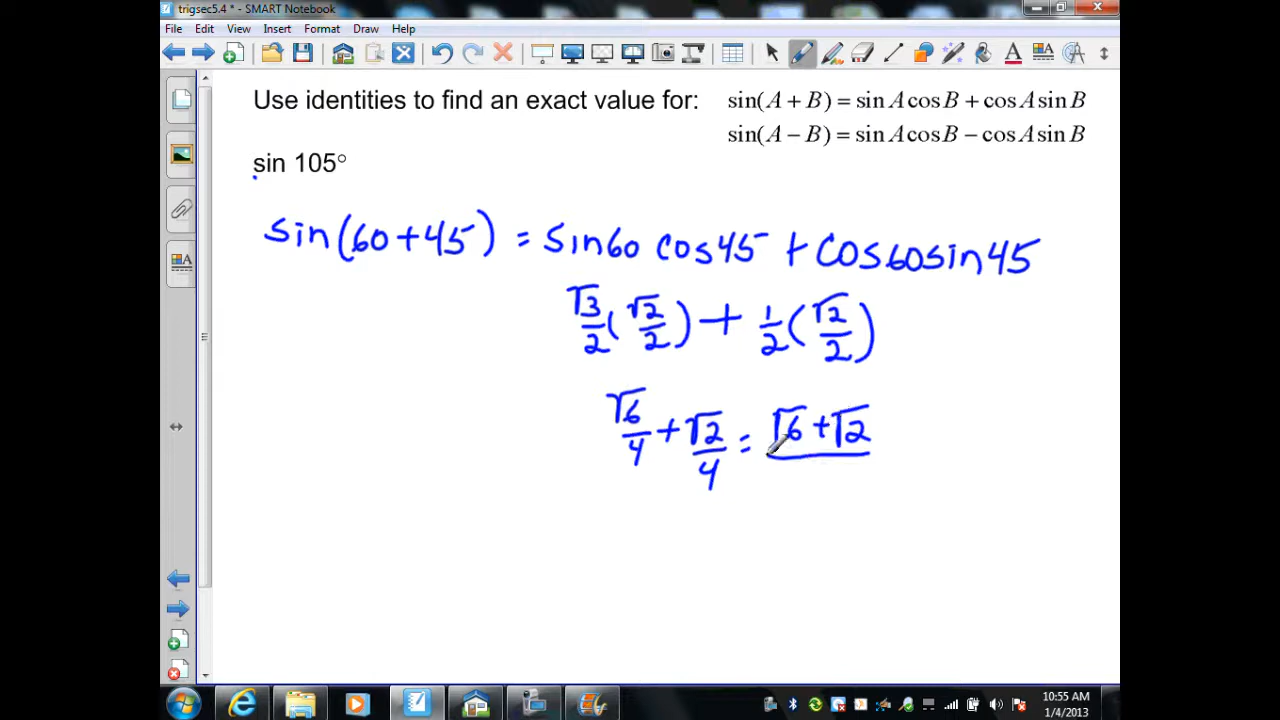 trigsec5.4 * - SMART Notebook
File Edit View Insert Format Draw Help
Use identities to find an exact value for:
sin(A + B) = sin A cos B + cos A sin B
sin(A − B) = sin A cos B − cos A sin B
sin 105°
sin(60+45) = sin60 cos45 + cos60sin45
√3/2 (√2/2) + 1/2 (√2/2)
√6/4 + √2/4 = √6 + √2
10:55 AM
1/4/2013